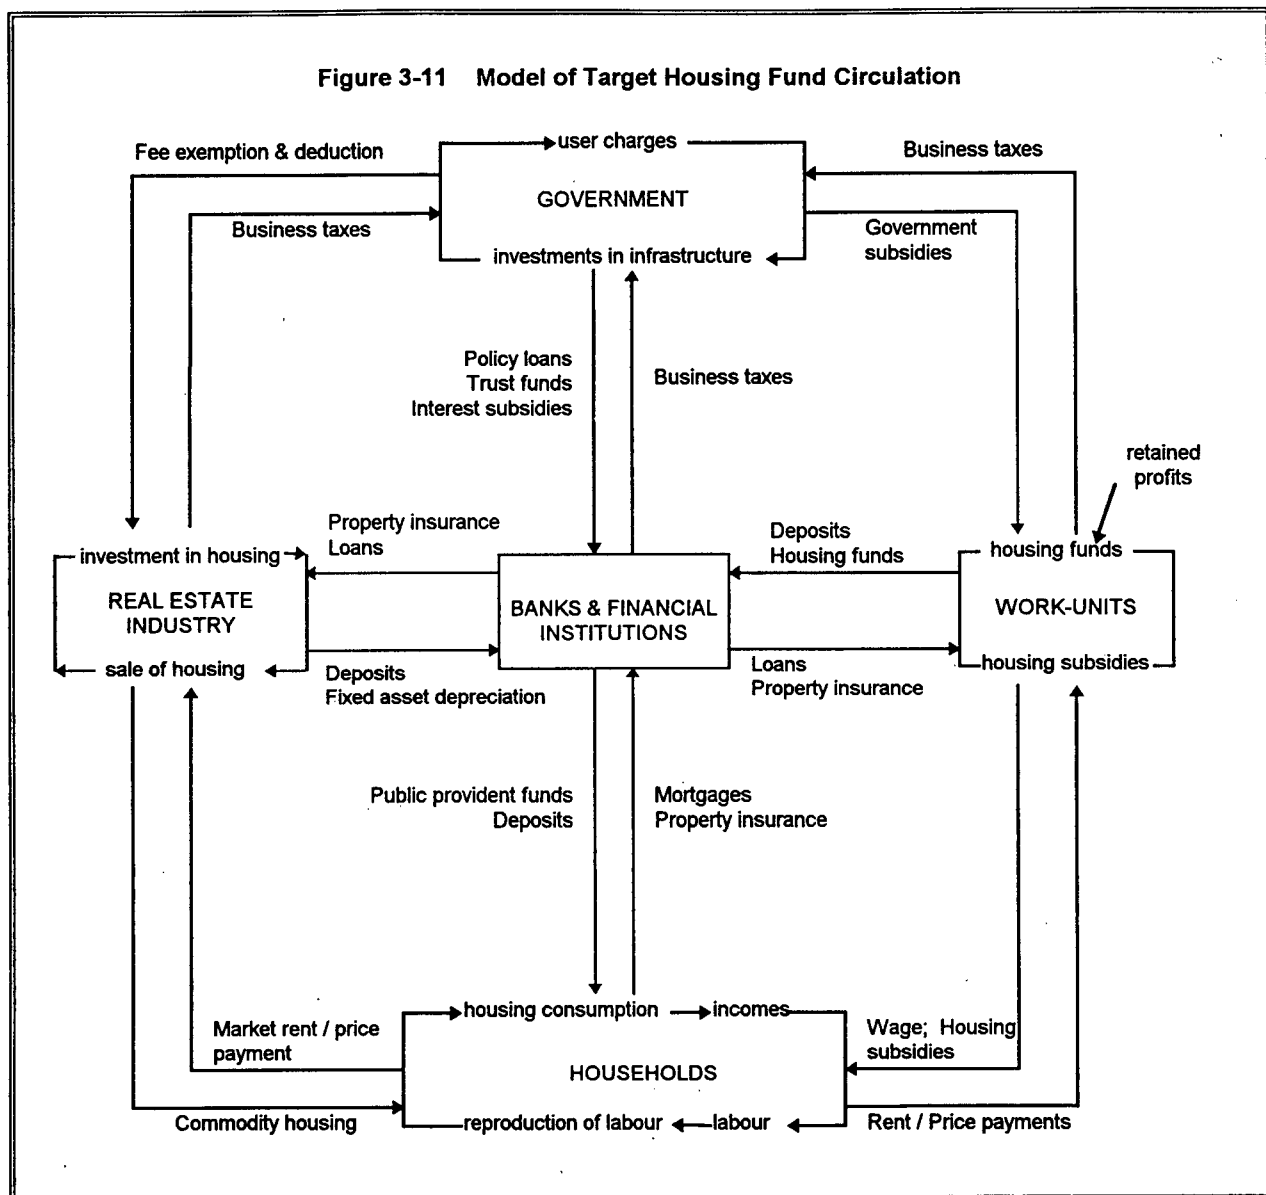 Figure 3-11 Model of Target Housing Fund Circulation
user charges
Fee exemption & deduction
Business taxes
GOVERNMENT
Business taxes
Government
subsidies
investments in infrastructure
Policy loans
Trust funds
Interest subsidies
Business taxes
retained
profits
Property insurance
Loans
Deposits
Housing funds
investment in housing
housing funds
REAL ESTATE
INDUSTRY
BANKS & FINANCIAL
INSTITUTIONS
WORK-UNITS
sale of housing
housing subsidies
Deposits
Fixed asset depreciation
Loans
Property insurance
Public provident funds
Deposits
Mortgages
Property insurance
housing consumption
incomes
Market rent / price
payment
Wage; Housing
subsidies
HOUSEHOLDS
Commodity housing
reproduction of labour
labour
Rent / Price payments